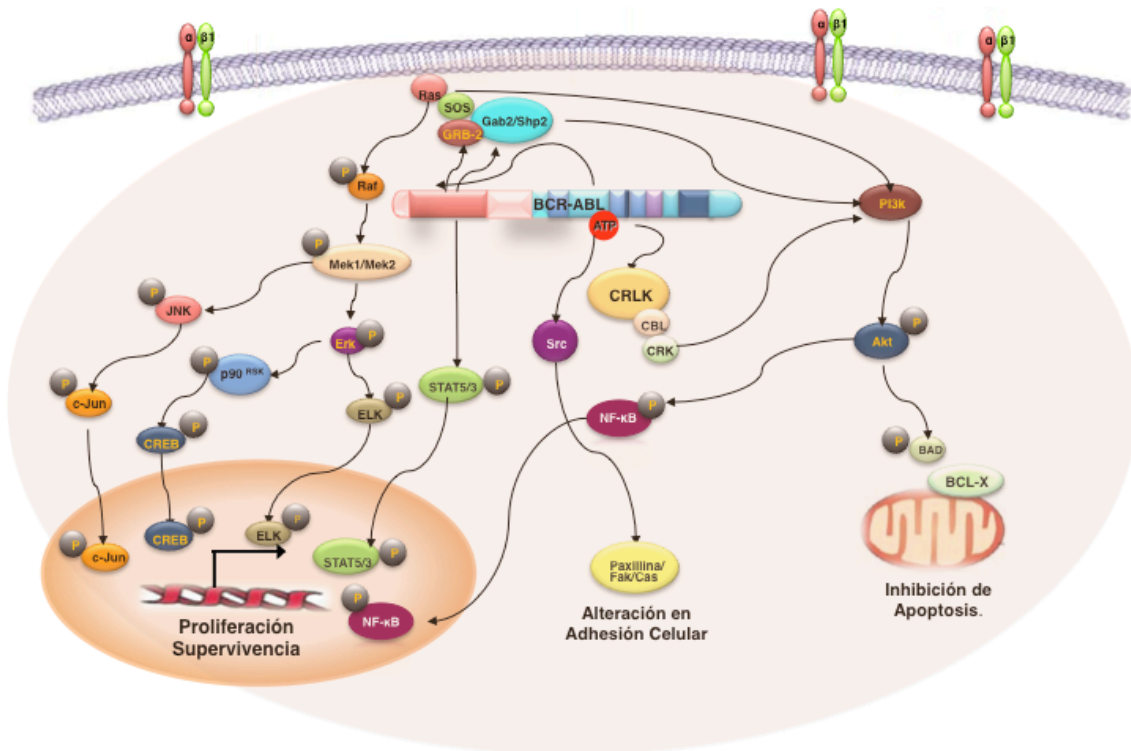 α β1
α β1
α β1
Ras
SOS
GRB-2
Gab2/Shp2
P
Raf
BCR-ABL
ATP
PI3k
P
Mek1/Mek2
P
JNK
CRLK
CBL
CRK
Erk
P
Src
Akt
P
P
p90 RSK
P
c-Jun
STAT5/3
P
ELK
P
NF-κB
P
CREB
P
P
BAD
BCL-X
CREB
P
ELK
P
P
c-Jun
STAT5/3
P
P
NF-κB
Paxillina/
Fak/Cas
Proliferación
Supervivencia
Alteración en
Adhesión Celular
Inhibición de
Apoptosis.